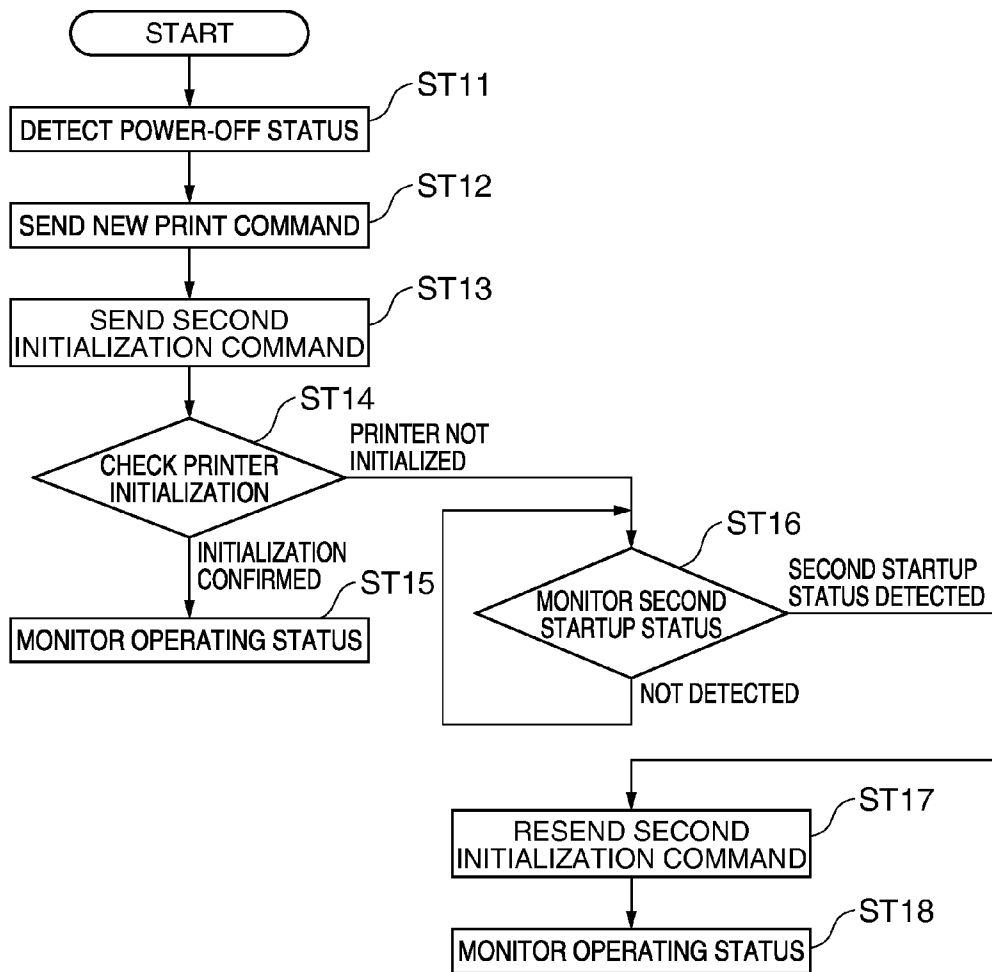 START
ST11
DETECT POWER-OFF STATUS
ST12
SEND NEW PRINT COMMAND
ST13
SEND SECOND
INITIALIZATION COMMAND
ST14
CHECK PRINTER
INITIALIZATION
PRINTER NOT
INITIALIZED
INITIALIZATION
CONFIRMED
ST15
MONITOR OPERATING STATUS
ST16
MONITOR SECOND
STARTUP STATUS
SECOND STARTUP
STATUS DETECTED
NOT DETECTED
ST17
RESEND SECOND
INITIALIZATION COMMAND
ST18
MONITOR OPERATING STATUS